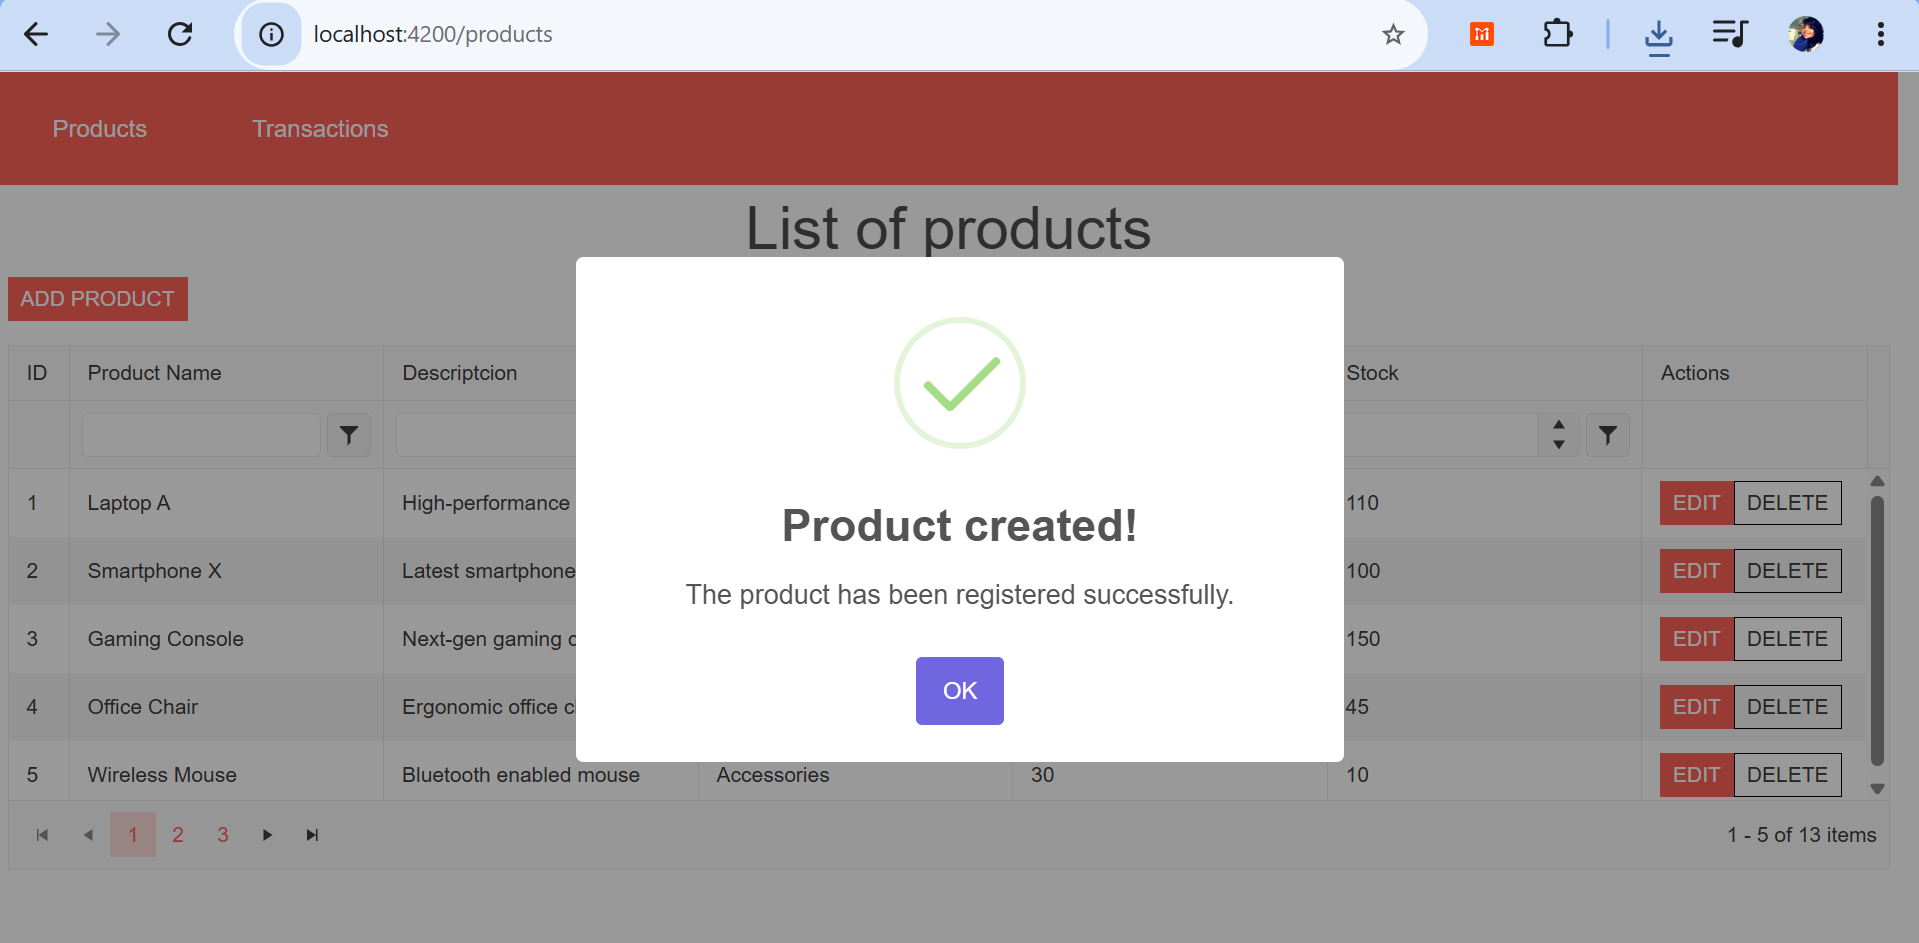 localhost:4200/products
Products Transactions
List of products
ADD PRODUCT
ID Product Name Descriptcion Stock Actions
1 Laptop A High-performance 110 EDIT DELETE
2 Smartphone X Latest smartphone 100 EDIT DELETE
3 Gaming Console Next-gen gaming 150 EDIT DELETE
4 Office Chair Ergonomic office 45 EDIT DELETE
5 Wireless Mouse Bluetooth enabled mouse Accessories 30 10 EDIT DELETE
Product created!
The product has been registered successfully.
OK
1 2 3 1 - 5 of 13 items